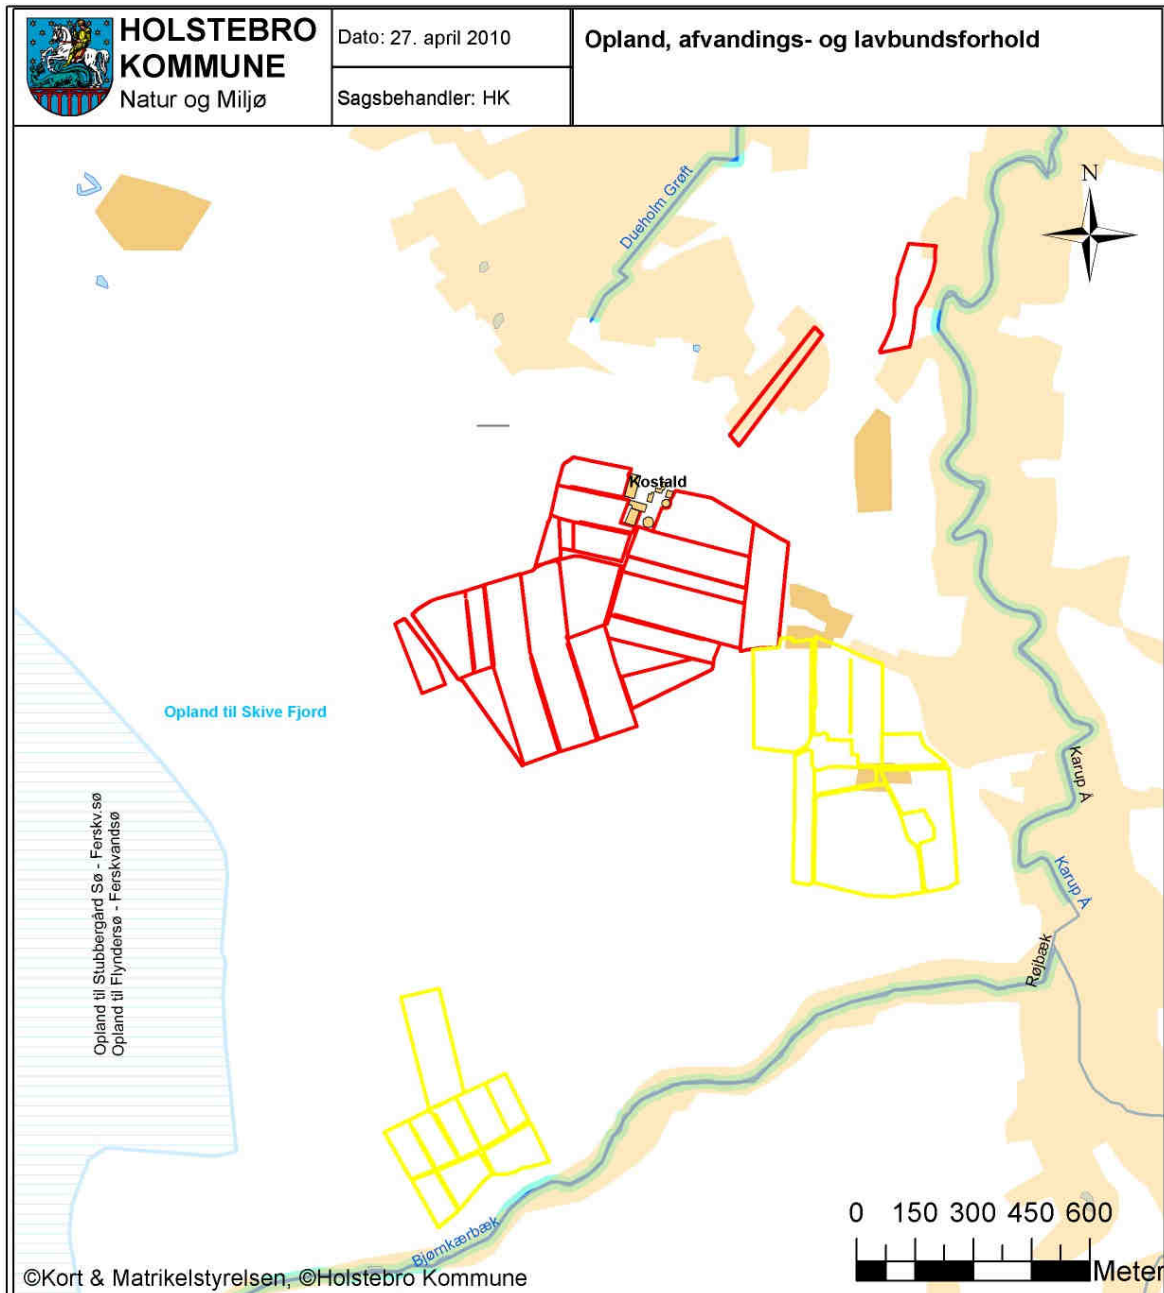 HOLSTEBRO
KOMMUNE
Natur og Miljø
Dato: 27. april 2010
Sagsbehandler: HK
Opland, afvandings- og lavbundsforhold
Dueholm Grøft
N
Kostald
Opland til Skive Fjord
Opland til Stubbergård Sø - Ferskv.sø
Opland til Flyndersø - Ferskvandsø
Karup Å
Karup Å
Røjbæk
Bjørnkærbæk
0 150 300 450 600
Meter
©Kort & Matrikelstyrelsen, ©Holstebro Kommune